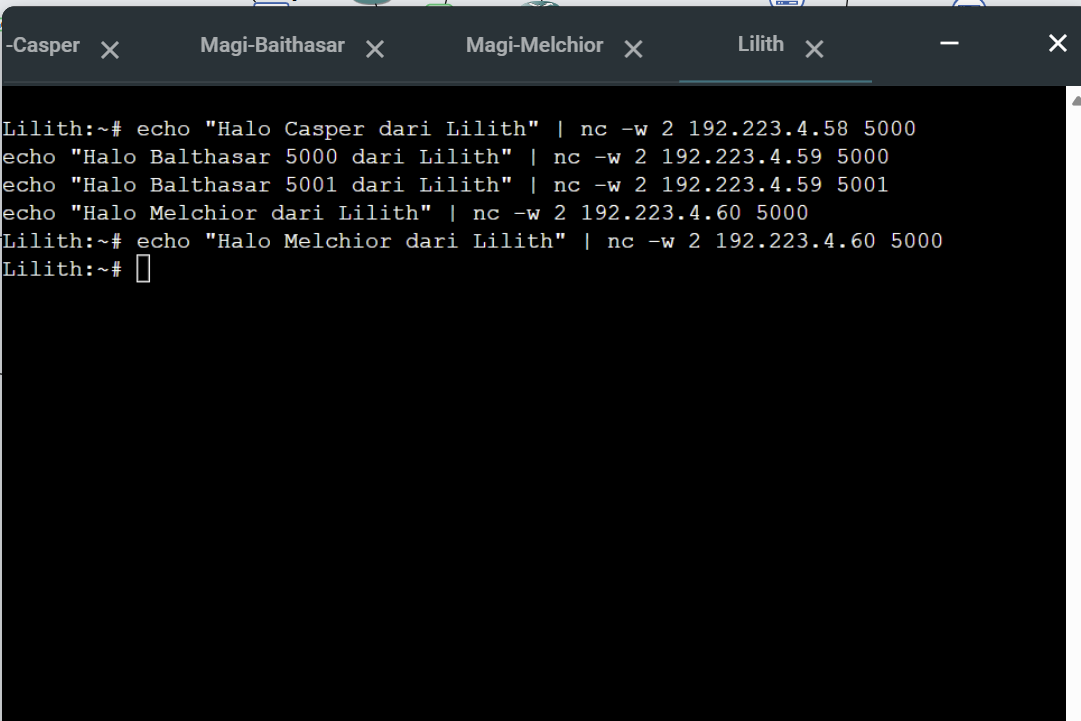 -Casper
Magi-Baithasar
Magi-Melchior
Lilith
Lilith:~# echo "Halo Casper dari Lilith" | nc -w 2 192.223.4.58 5000
echo "Halo Balthasar 5000 dari Lilith" | nc -w 2 192.223.4.59 5000
echo "Halo Balthasar 5001 dari Lilith" | nc -w 2 192.223.4.59 5001
echo "Halo Melchior dari Lilith" | nc -w 2 192.223.4.60 5000
Lilith:~# echo "Halo Melchior dari Lilith" | nc -w 2 192.223.4.60 5000
Lilith:~#